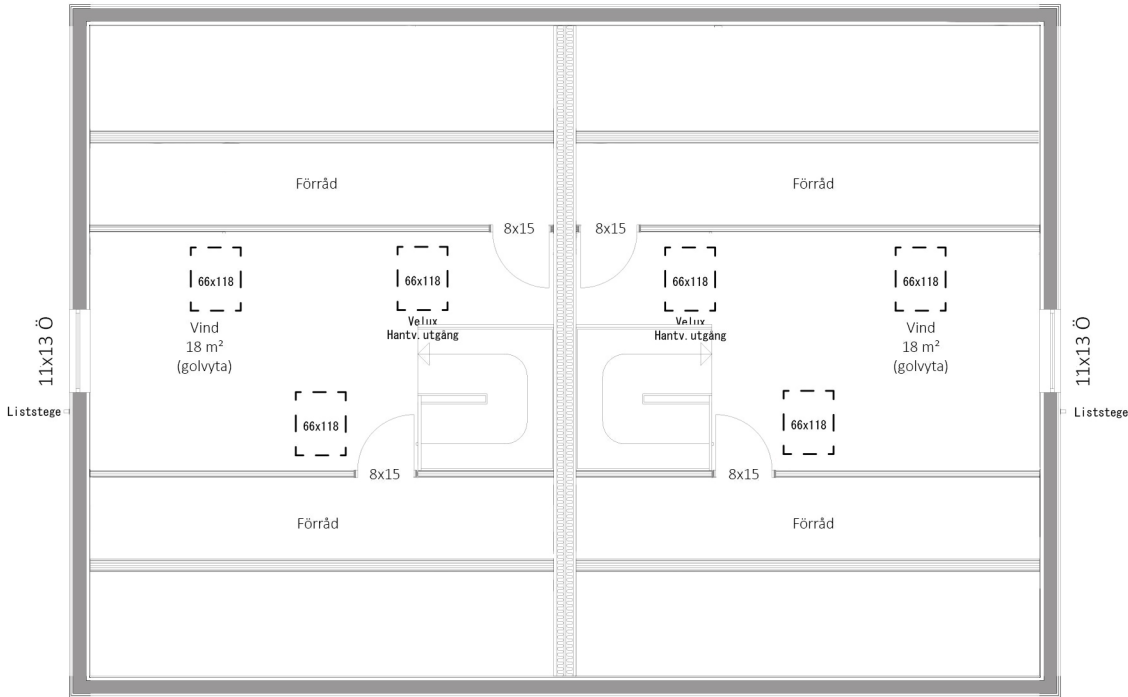 Förråd
Förråd
8x15
8x15
66x118
66x118
66x118
66x118
Velux
Hantv.utgång
Velux
Hantv.utgång
Vind
18 m²
(golvyta)
Vind
18 m²
(golvyta)
11x13 Ö
11x13 Ö
Liststege
Liststege
66x118
66x118
8x15
8x15
Förråd
Förråd